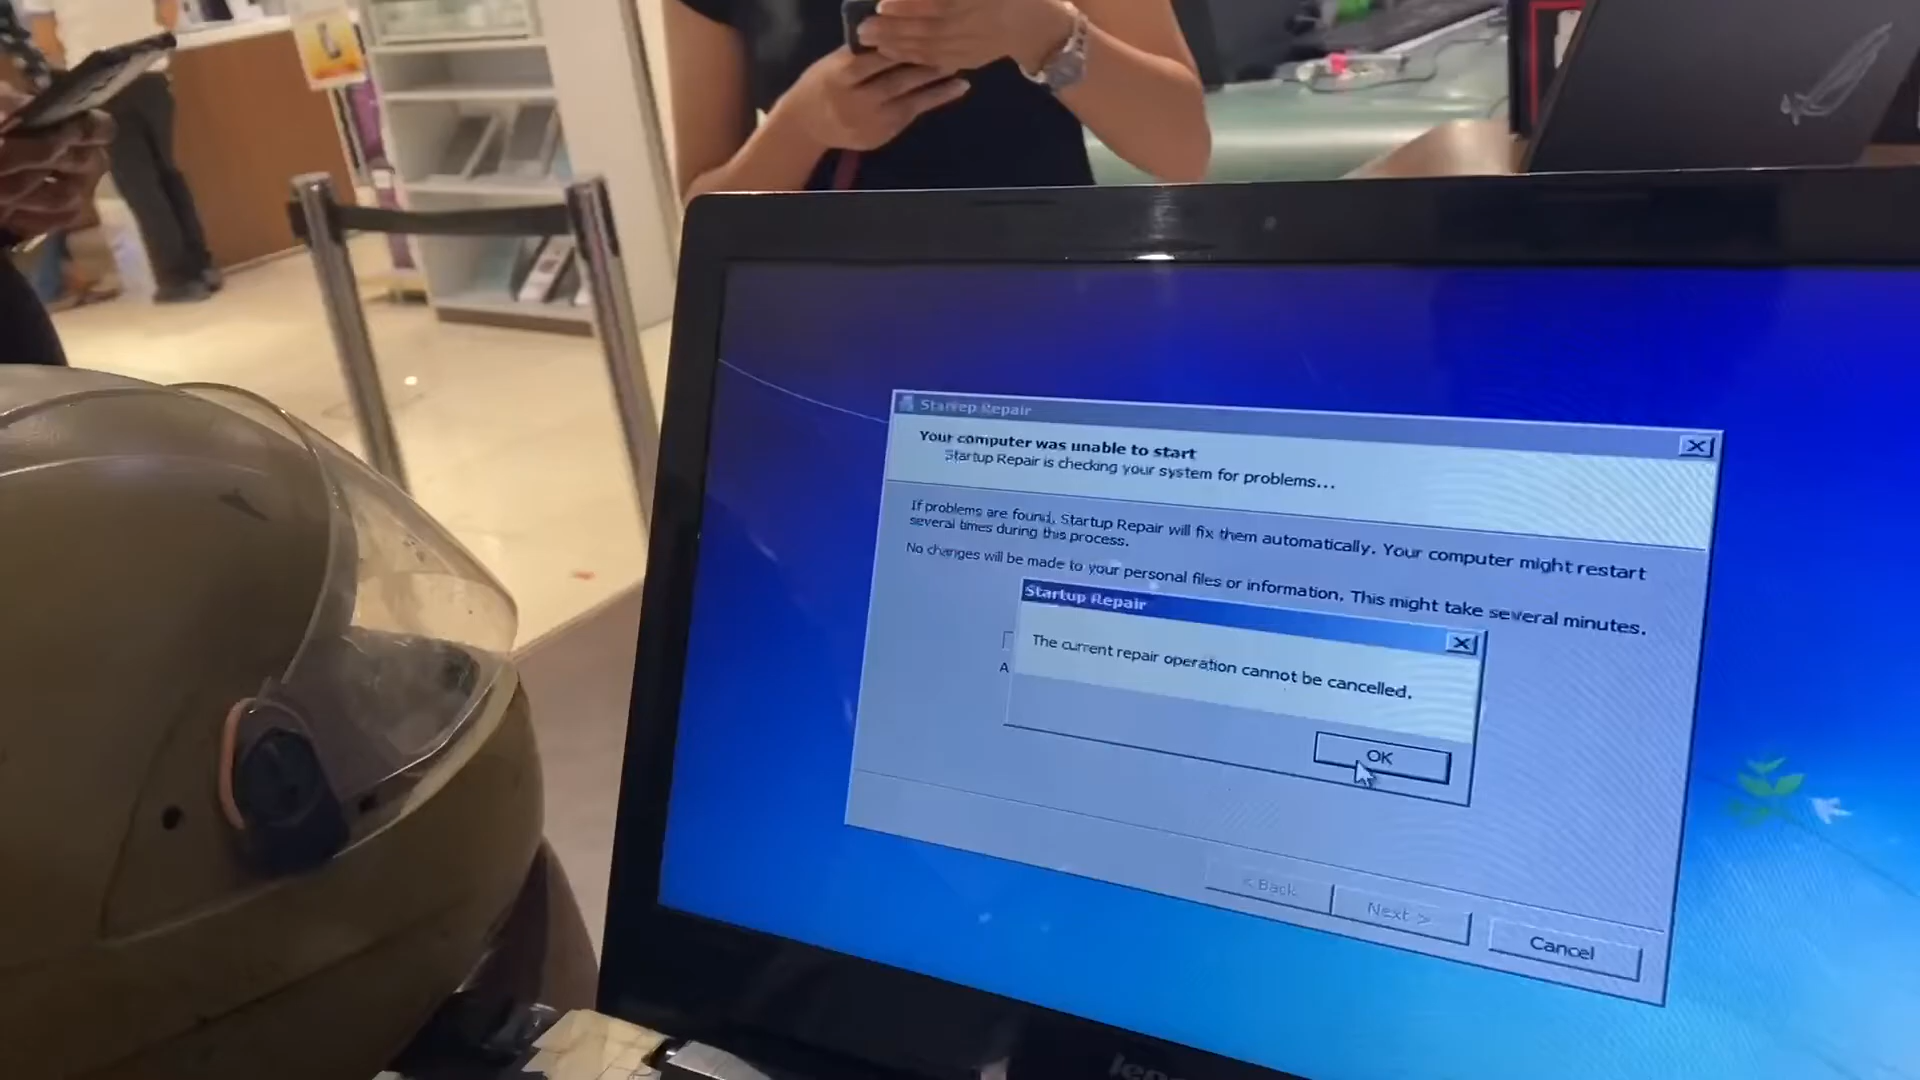 Startup Repair
Your computer was unable to start
Startup Repair is checking your system for problems...
If problems are found, Startup Repair will fix them automatically. Your computer might restart
several times during this process.
No changes will be made to your personal files or information. This might take several minutes.
Startup Repair
The current repair operation cannot be cancelled.
A
OK
< Back
Next >
Cancel